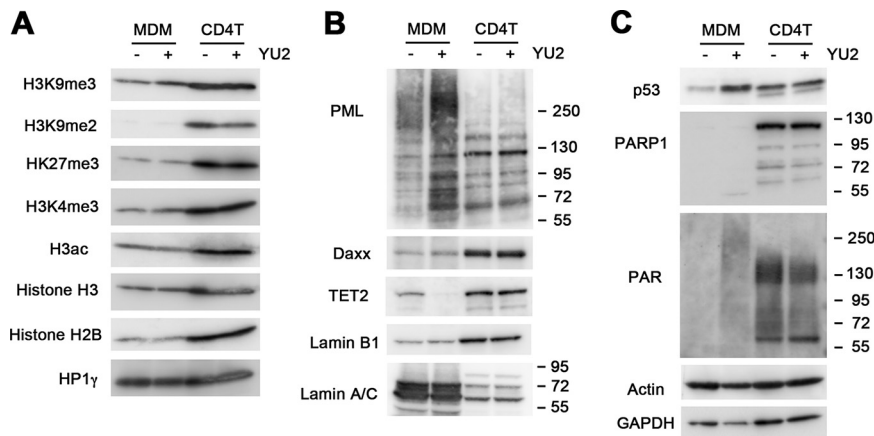 A
MDM CD4T
- + - + YU2
H3K9me3
H3K9me2
HK27me3
H3K4me3
H3ac
Histone H3
Histone H2B
HP1γ
B
MDM CD4T
- + - + YU2
PML
- 250
- 130
- 95
- 72
- 55
Daxx
TET2
Lamin B1
Lamin A/C
- 95
- 72
- 55
C
MDM CD4T
- + - + YU2
p53
PARP1
- 130
- 95
- 72
- 55
PAR
- 250
- 130
- 95
- 72
- 55
Actin
GAPDH